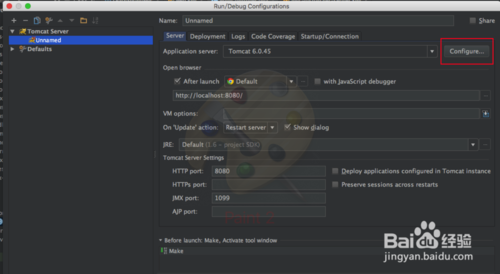 Run/Debug Configurations
Name: Unnamed
Share
Tomcat Server
Unnamed
Defaults
Server Deployment Logs Code Coverage Startup/Connection
Application server: Tomcat 6.0.45 Configure...
Open browser
After launch Default with JavaScript debugger
http://localhost:8080/
VM options:
On 'Update' action: Restart server Show dialog
JRE: Default (1.6 - project SDK)
Tomcat Server Settings
HTTP port: 8080 Deploy applications configured in Tomcat instance
HTTPs port: Preserve sessions across restarts
JMX port: 1099
AJP port:
Before launch: Make, Activate tool window
Make
Baidu 经验
jingyan.baidu.com